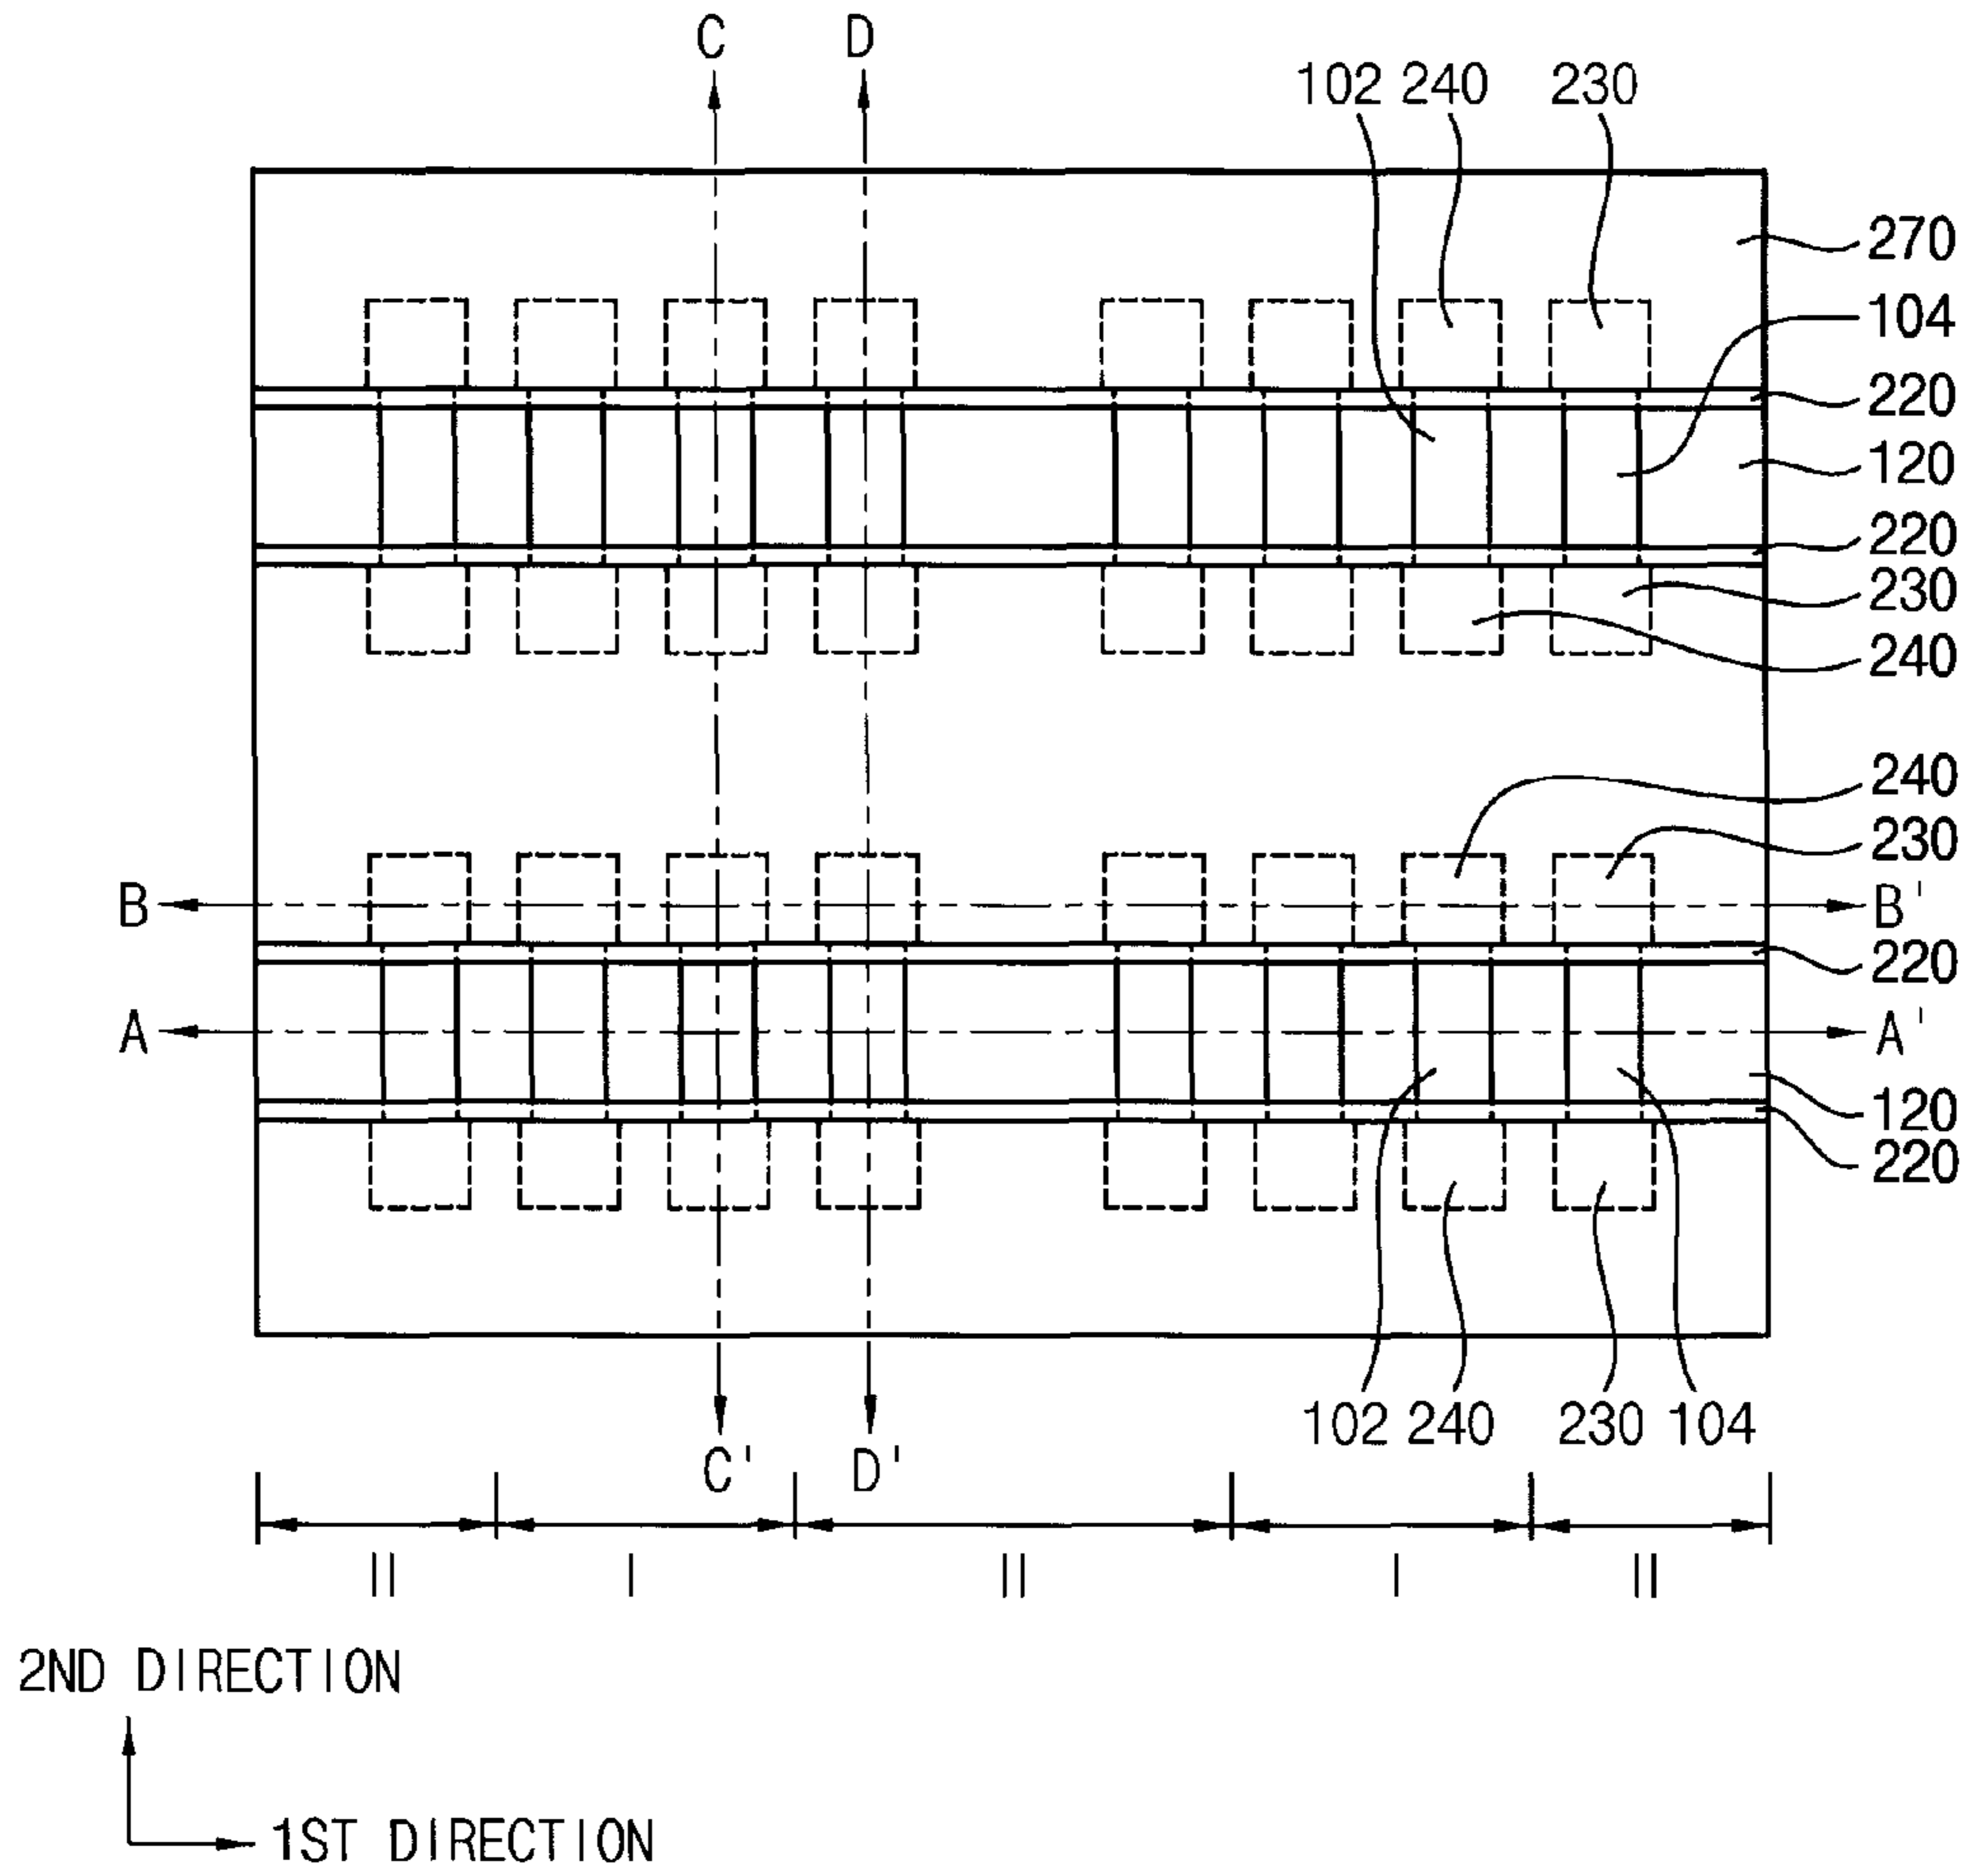 C D
102 240 230
270
104
220
120
220
230
240
240
230
B B'
220
A A'
120
220
102 240 230 104
C' D'
II I II I II
2ND DIRECTION
1ST DIRECTION